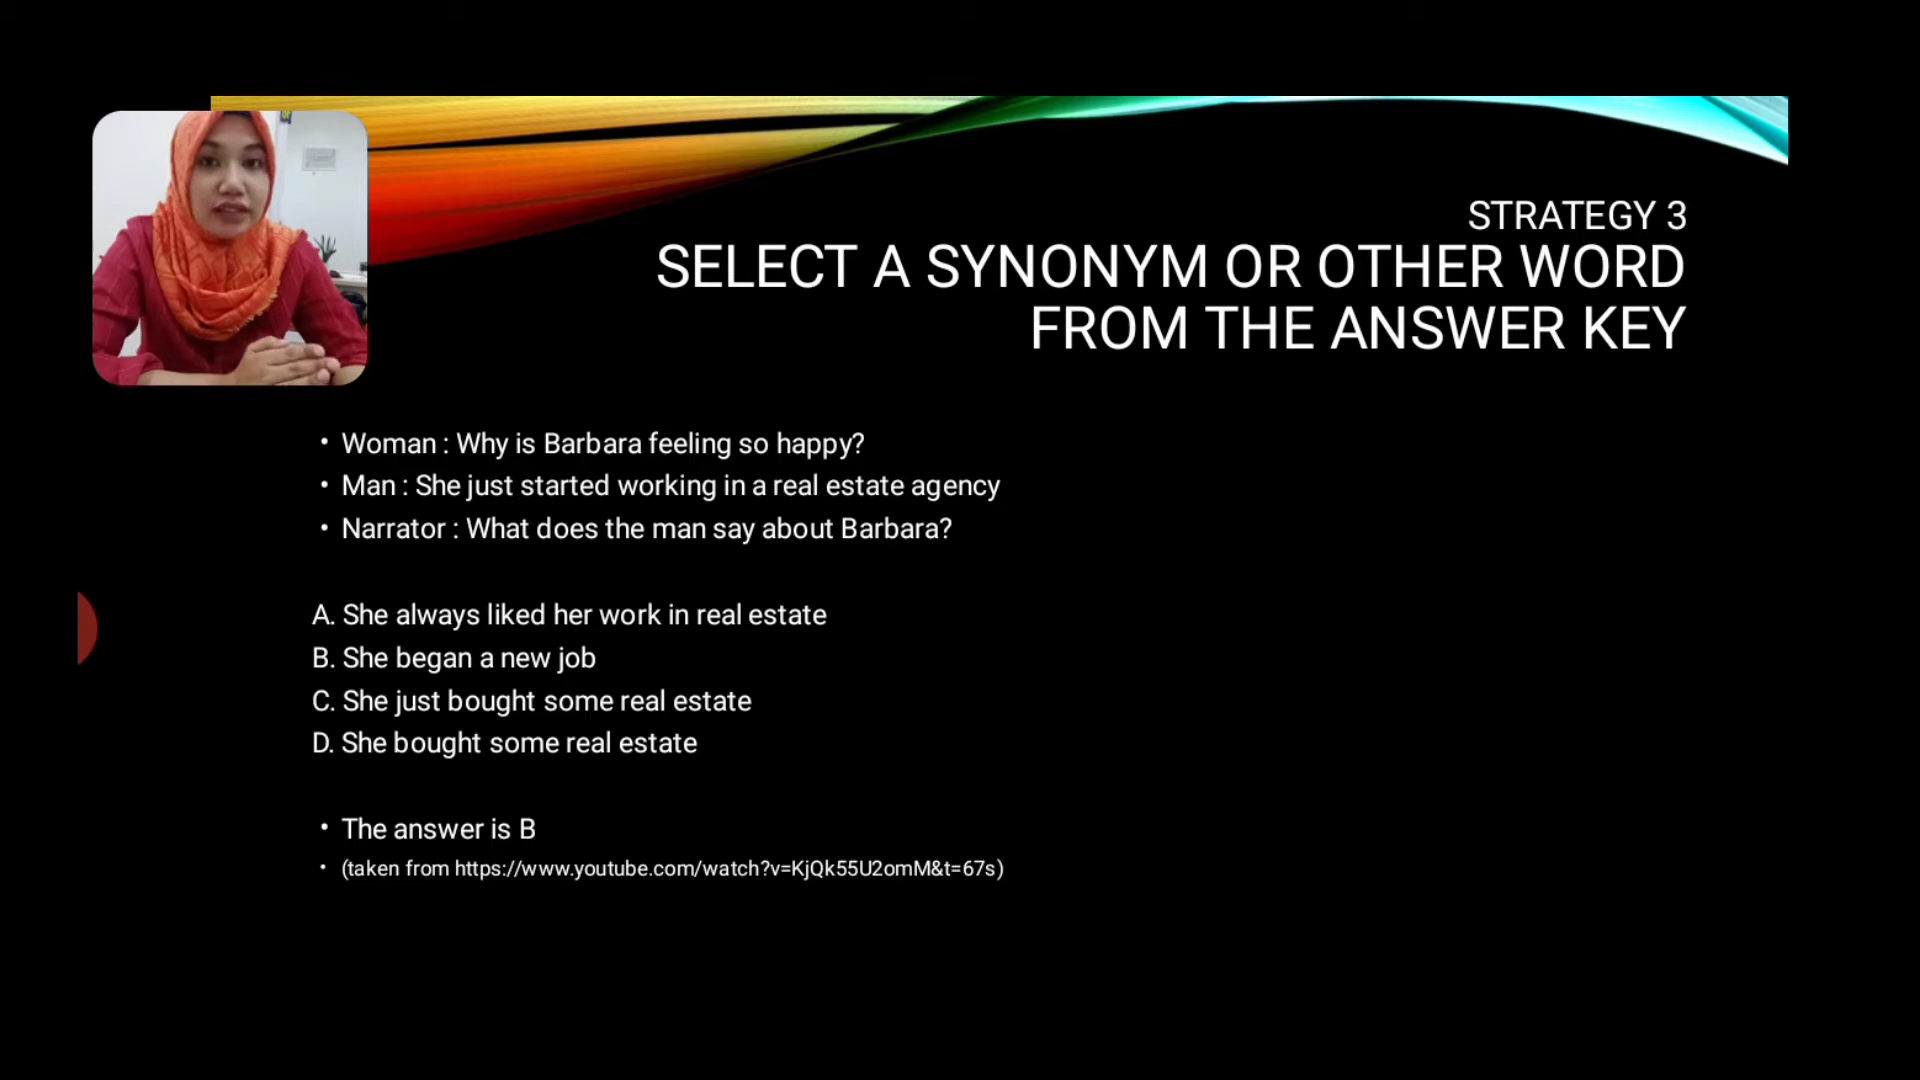 STRATEGY 3
SELECT A SYNONYM OR OTHER WORD
FROM THE ANSWER KEY
• Woman : Why is Barbara feeling so happy?
• Man : She just started working in a real estate agency
• Narrator : What does the man say about Barbara?
A. She always liked her work in real estate
B. She began a new job
C. She just bought some real estate
D. She bought some real estate
• The answer is B
• (taken from https://www.youtube.com/watch?v=KjQk55U2omM&t=67s)